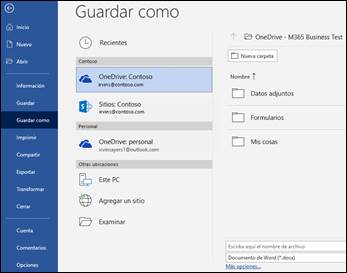 Guardar como
Inicio
Nuevo
Abrir
Información
Guardar
Guardar como
Imprimir
Compartir
Exportar
Transformar
Cerrar
Cuenta
Comentarios
Opciones
Recientes
Contoso
OneDrive: Contoso
irvins@contoso.com
Sitios: Contoso
irvins@contoso.com
Personal
OneDrive: personal
irvinsayers1@outlook.com
Otras ubicaciones
Este PC
Agregar un sitio
Examinar
OneDrive - M365 Business Test
Nueva carpeta
Nombre ↑
Datos adjuntos
Formularios
Mis cosas
Escriba aquí el nombre de archivo
Documento de Word (*.docx)
Más opciones...